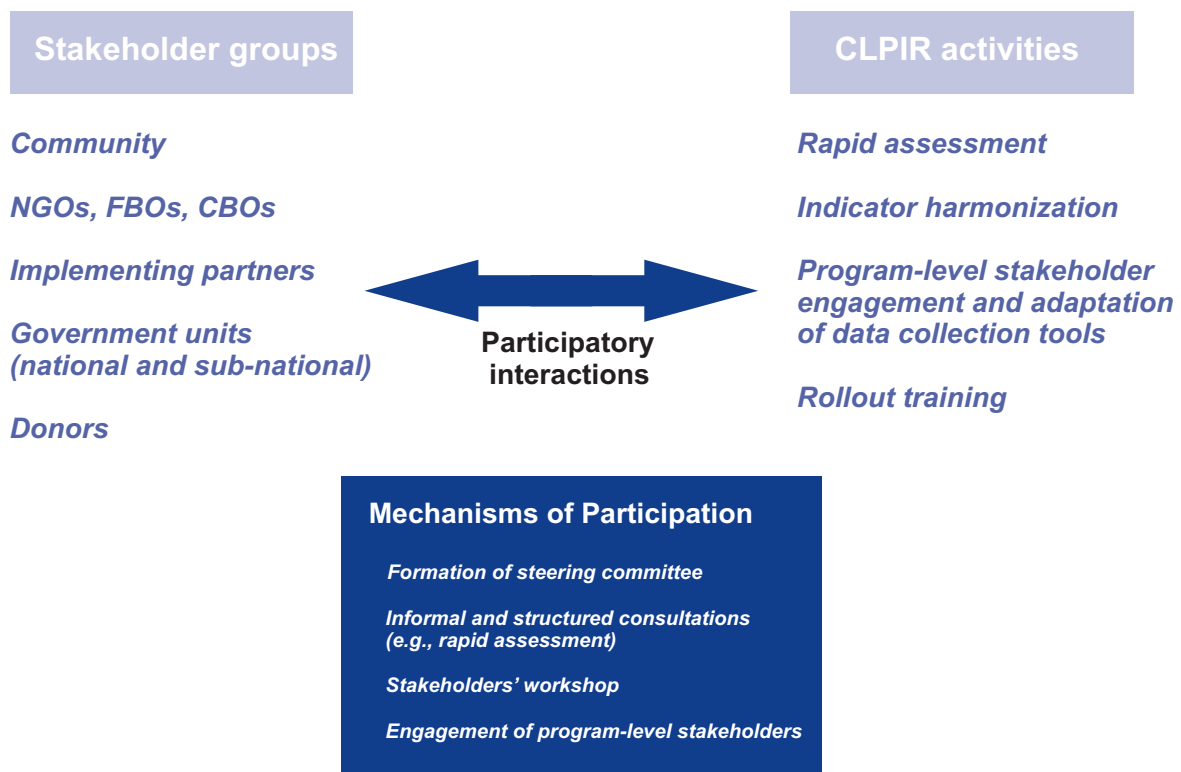 Stakeholder groups
Community
NGOs, FBOs, CBOs
Implementing partners
Government units
(national and sub-national)
Donors
Participatory
interactions
CLPIR activities
Rapid assessment
Indicator harmonization
Program-level stakeholder
engagement and adaptation
of data collection tools
Rollout training
Mechanisms of Participation
Formation of steering committee
Informal and structured consultations
(e.g., rapid assessment)
Stakeholders’ workshop
Engagement of program-level stakeholders